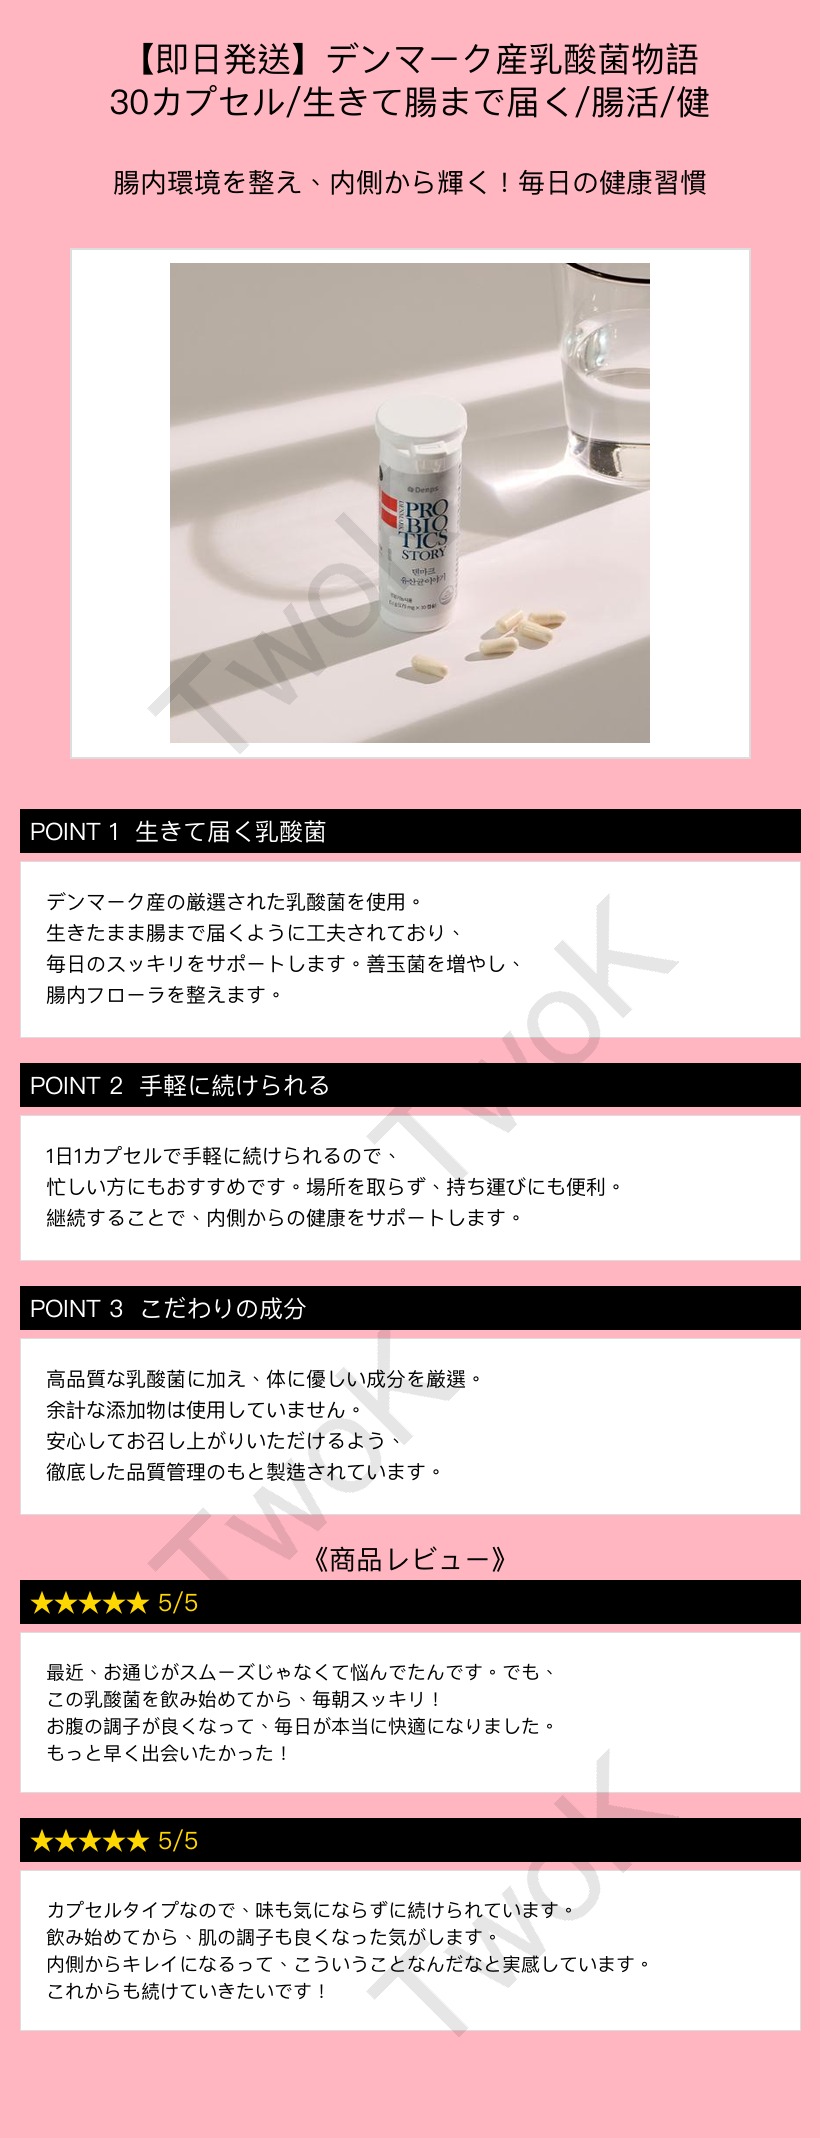 【即日発送】デンマーク産乳酸菌物語
30カプセル/生きて腸まで届く/腸活/健
腸内環境を整え、内側から輝く！毎日の健康習慣
Denps
PRO
BIO
TICS
STORY
덴마크
유산균이야기
TwoK
POINT 1 生きて届く乳酸菌
デンマーク産の厳選された乳酸菌を使用。
生きたまま腸まで届くように工夫されており、
毎日のスッキリをサポートします。善玉菌を増やし、
腸内フローラを整えます。
TwoK
POINT 2 手軽に続けられる
1日1カプセルで手軽に続けられるので、
忙しい方にもおすすめです。場所を取らず、持ち運びにも便利。
継続することで、内側からの健康をサポートします。
POINT 3 こだわりの成分
高品質な乳酸菌に加え、体に優しい成分を厳選。
余計な添加物は使用していません。
安心してお召し上がりいただけるよう、
徹底した品質管理のもと製造されています。
TwoK
《商品レビュー》
★★★★★ 5/5
最近、お通じがスムーズじゃなくて悩んでたんです。でも、
この乳酸菌を飲み始めてから、毎朝スッキリ！
お腹の調子が良くなって、毎日が本当に快適になりました。
もっと早く出会いたかった！
★★★★★ 5/5
カプセルタイプなので、味も気にならずに続けられています。
飲み始めてから、肌の調子も良くなった気がします。
内側からキレイになるって、こういうことなんだなと実感しています。
これからも続けていきたいです！
TwoK